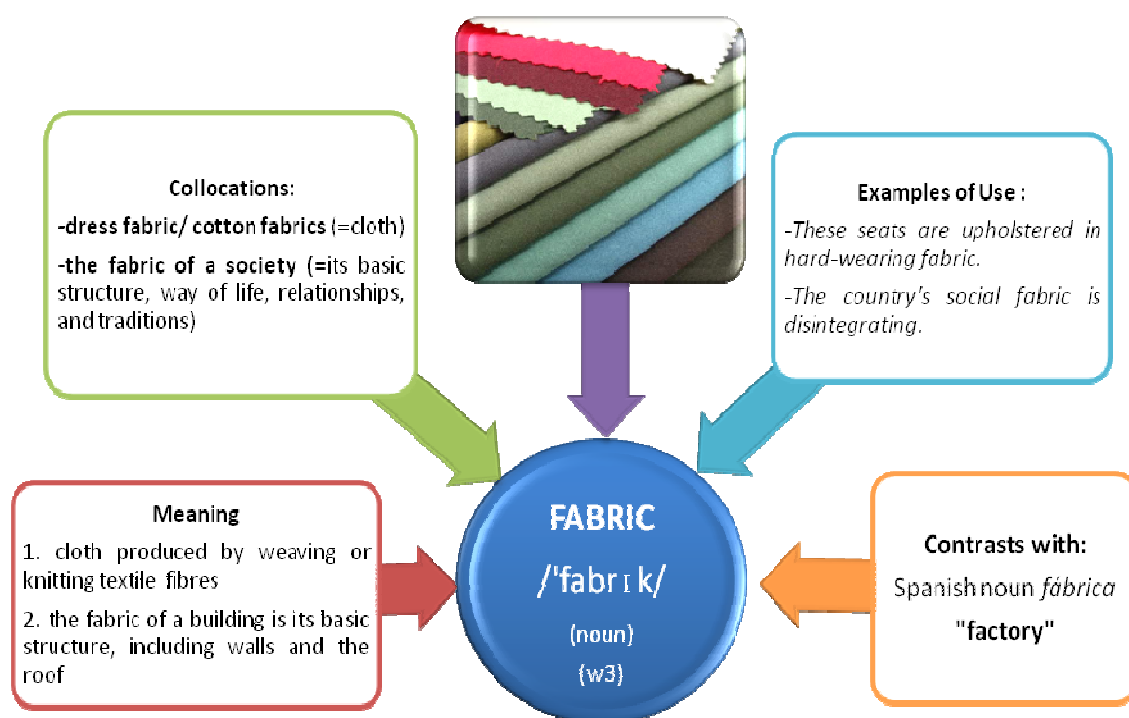 Collocations:
-dress fabric/ cotton fabrics (=cloth)
-the fabric of a society (=its basic
structure, way of life, relationships,
and traditions)
Examples of Use :
-These seats are upholstered in
hard-wearing fabric.
-The country's social fabric is
disintegrating.
Meaning
1. cloth produced by weaving or
knitting textile fibres
2. the fabric of a building is its basic
structure, including walls and the
roof
FABRIC
/'fabrɪk/
(noun)
(w3)
Contrasts with:
Spanish noun fábrica
"factory"